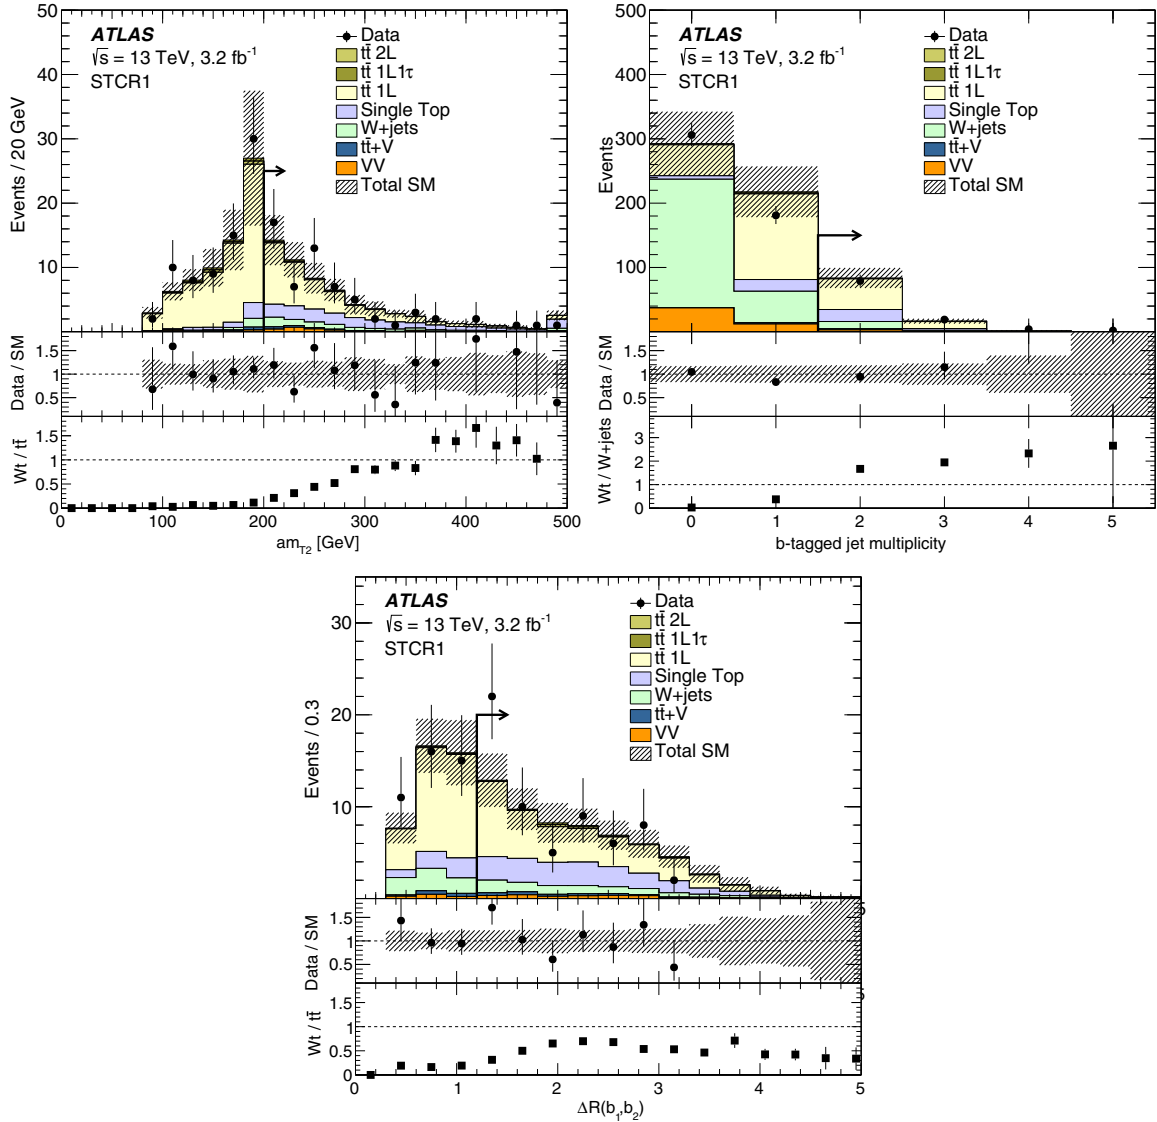 ATLAS
√s = 13 TeV, 3.2 fb-1
STCR1
Data
tt̄ 2L
tt̄ 1L1τ
tt̄ 1L
Single Top
W+jets
tt̄+V
VV
Total SM
Events / 20 GeV
50
40
30
20
10
Data / SM
1.5
1
0.5
Wt / tt̄
1.5
1
0.5
0
0 100 200 300 400 500
amT2 [GeV]
ATLAS
√s = 13 TeV, 3.2 fb-1
STCR1
Data
tt̄ 2L
tt̄ 1L1τ
tt̄ 1L
Single Top
W+jets
tt̄+V
VV
Total SM
Events
500
400
300
200
100
Data / SM
1.5
1
0.5
Wt / W+jets
3
2
1
0
0 1 2 3 4 5
b-tagged jet multiplicity
ATLAS
√s = 13 TeV, 3.2 fb-1
STCR1
Data
tt̄ 2L
tt̄ 1L1τ
tt̄ 1L
Single Top
W+jets
tt̄+V
VV
Total SM
Events / 0.3
30
20
10
Data / SM
1.5
1
0.5
Wt / tt̄
1.5
1
0.5
0
0 1 2 3 4 5
ΔR(b1,b2)